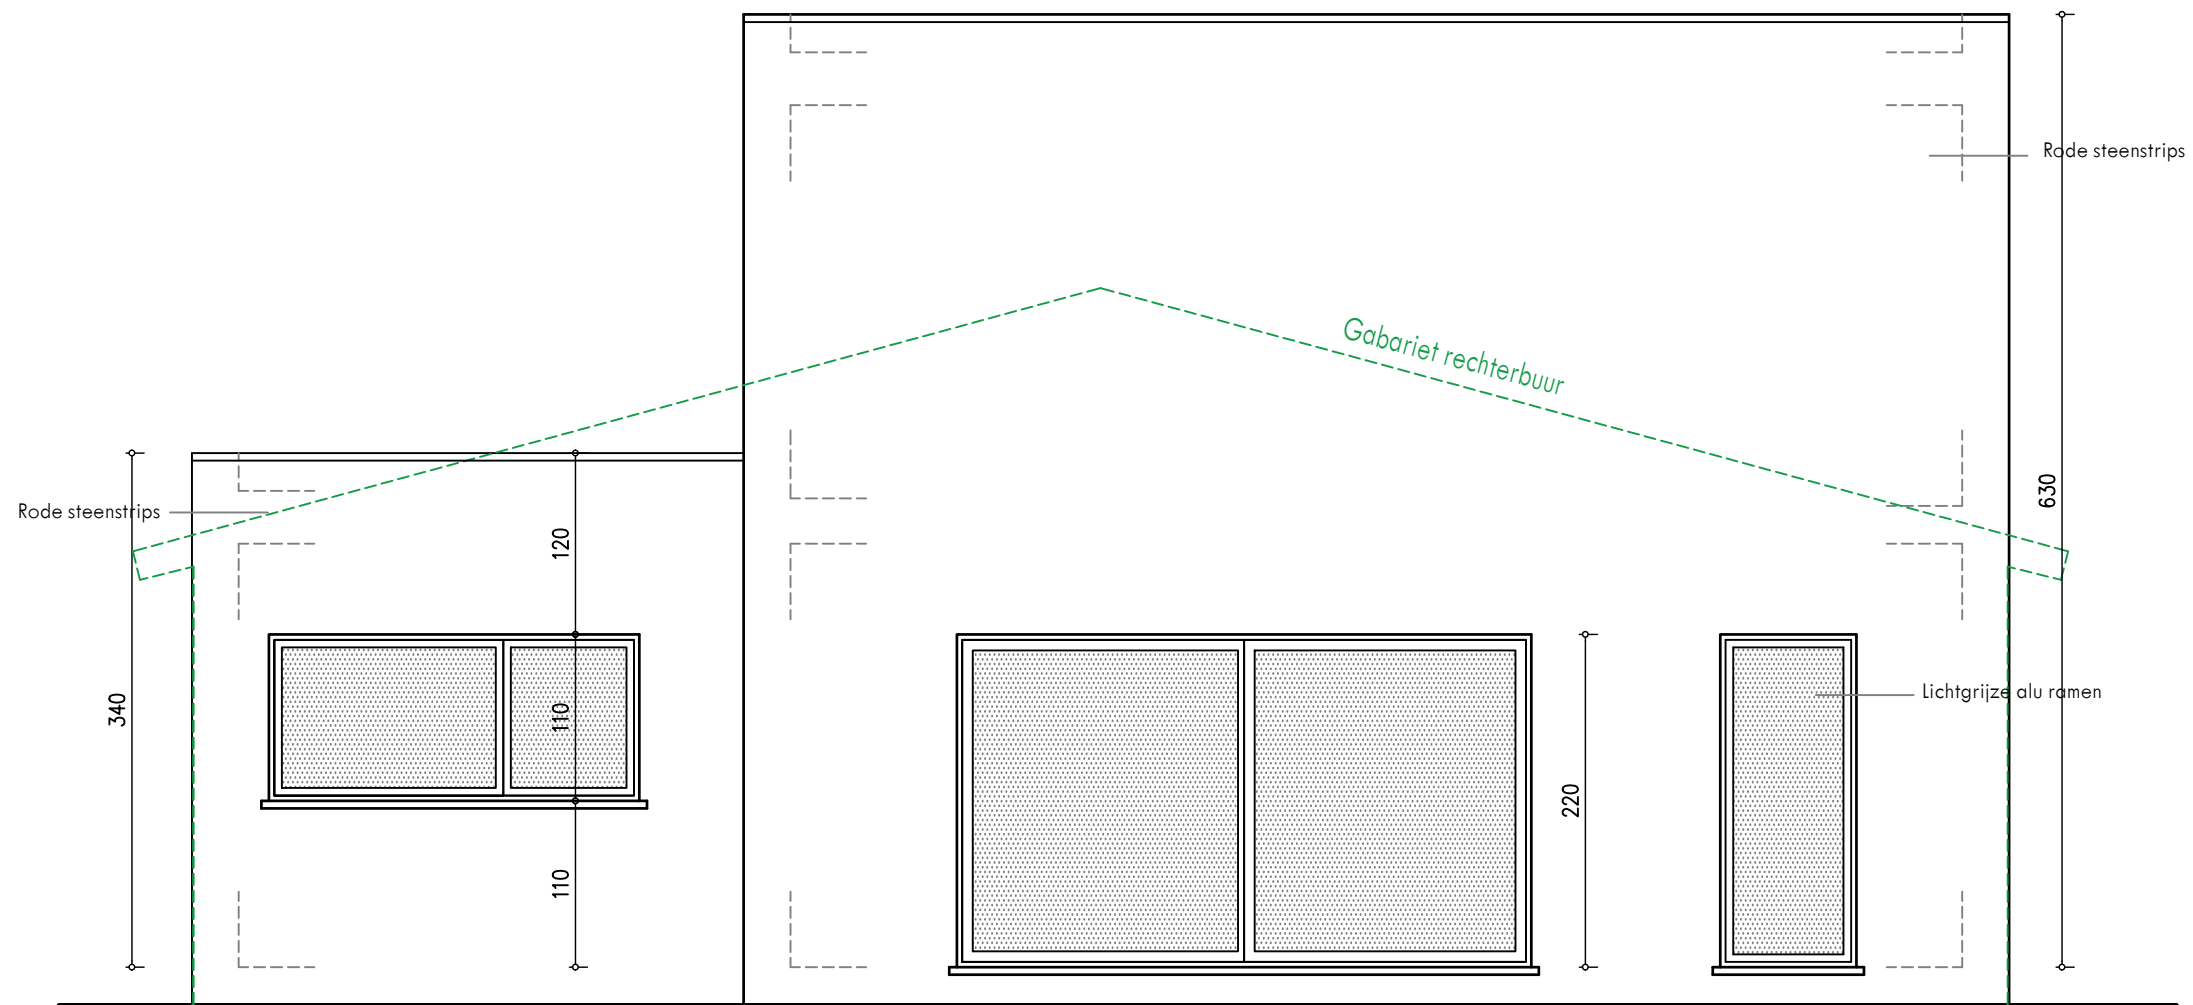 Rode steenstrips
Gabariet rechterbuur
630
Rode steenstrips
120
340
110
Lichtgrijze alu ramen
220
110